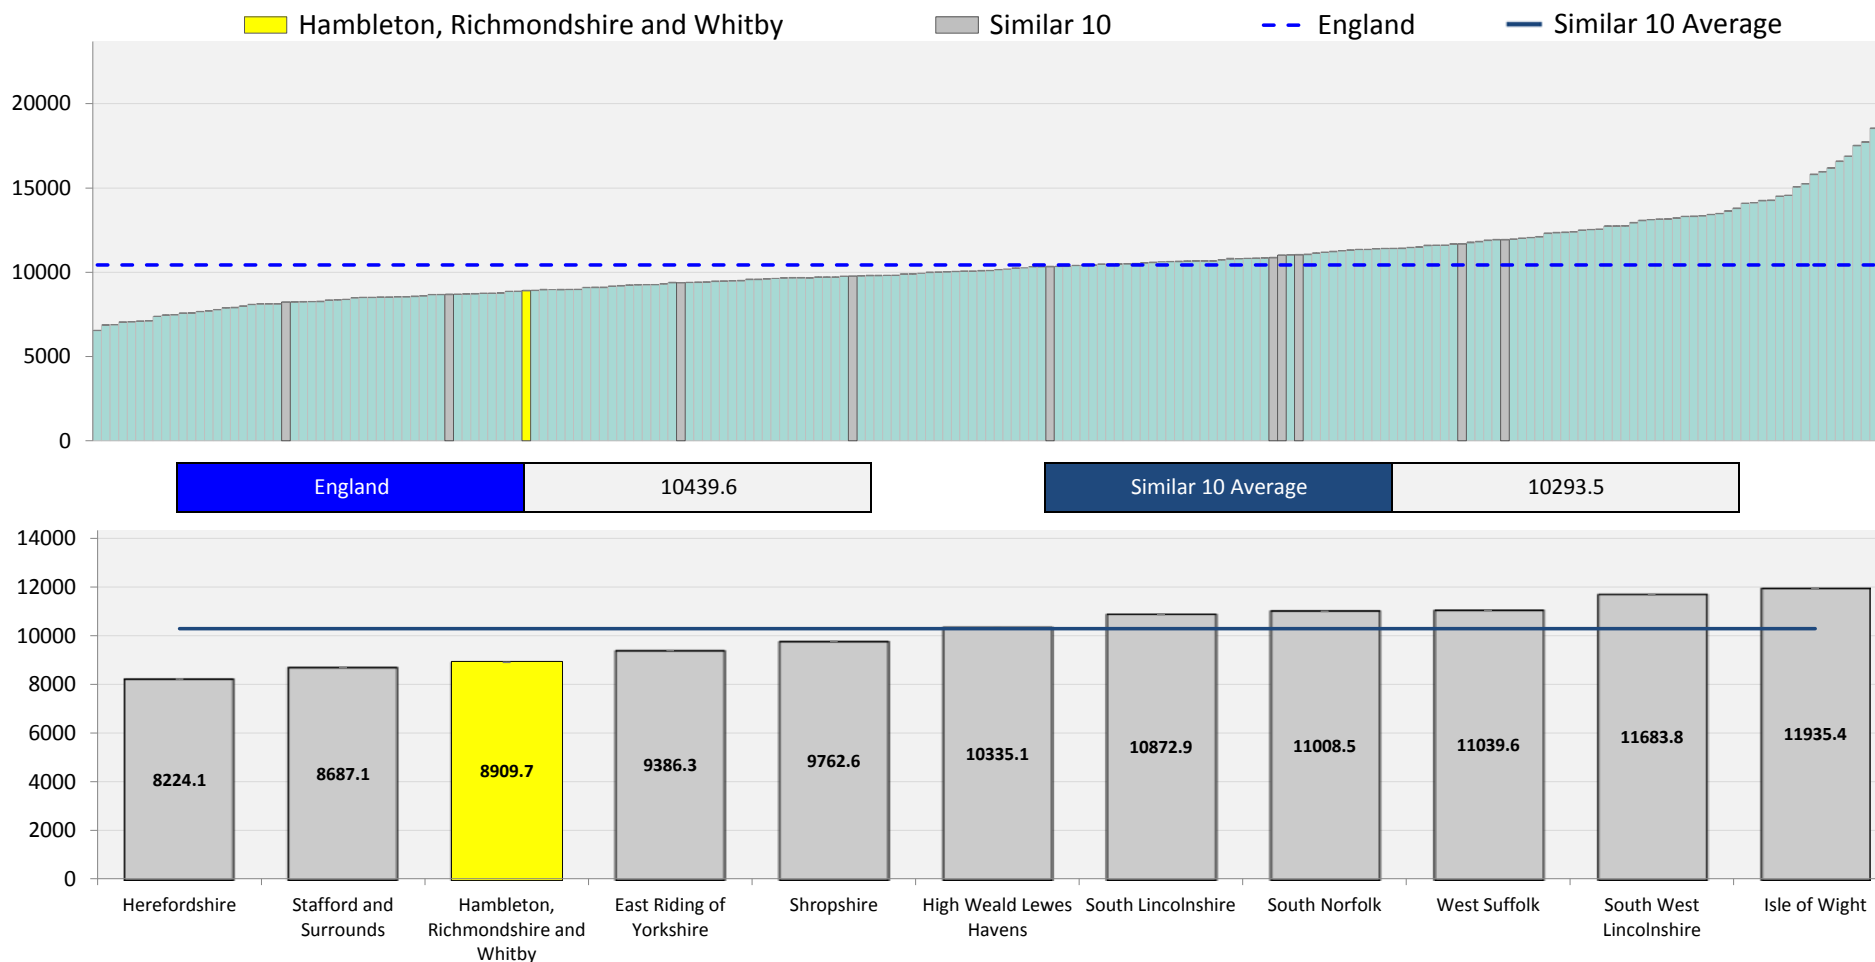 Hambleton, Richmondshire and Whitby Similar 10 England Similar 10 Average
20000
15000
10000
5000
0
England 10439.6 Similar 10 Average 10293.5
14000
12000
10000
8000
6000
4000
2000
0
8224.1 8687.1 8909.7 9386.3 9762.6 10335.1 10872.9 11008.5 11039.6 11683.8 11935.4
Herefordshire
Stafford and
Surrounds
Hambleton,
Richmondshire and
Whitby
East Riding of
Yorkshire
Shropshire
High Weald Lewes
Havens
South Lincolnshire
South Norfolk
West Suffolk
South West
Lincolnshire
Isle of Wight